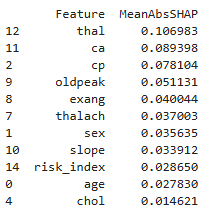 Feature MeanAbsSHAP
12 thal 0.106983
11 ca 0.089398
2 cp 0.078104
9 oldpeak 0.051131
8 exang 0.040044
7 thalach 0.037003
1 sex 0.035635
10 slope 0.033912
14 risk_index 0.028650
0 age 0.027830
4 chol 0.014621